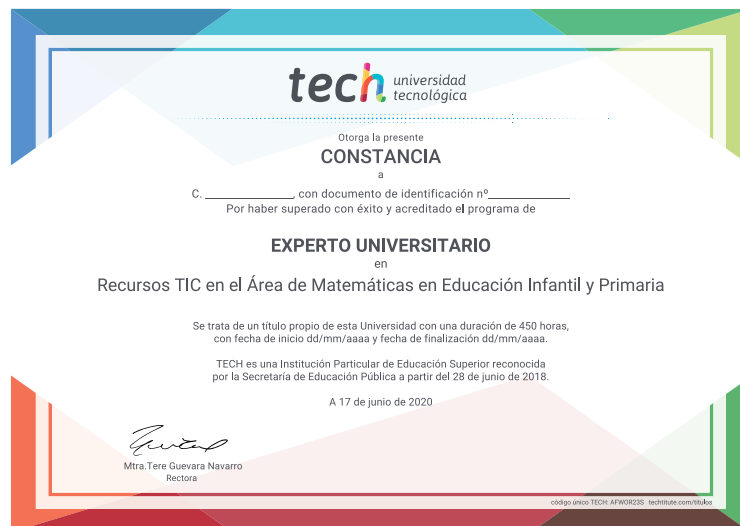 tech universidad
tecnológica
Otorga la presente
CONSTANCIA
a
C. ________________, con documento de identificación nº______________
Por haber superado con éxito y acreditado el programa de
EXPERTO UNIVERSITARIO
en
Recursos TIC en el Área de Matemáticas en Educación Infantil y Primaria
Se trata de un título propio de esta Universidad con una duración de 450 horas,
con fecha de inicio dd/mm/aaaa y fecha de finalización dd/mm/aaaa.
TECH es una Institución Particular de Educación Superior reconocida
por la Secretaría de Educación Pública a partir del 28 de junio de 2018.
A 17 de junio de 2020
Mtra.Tere Guevara Navarro
Rectora
código único TECH: AFWOR23S techtitute.com/titulos